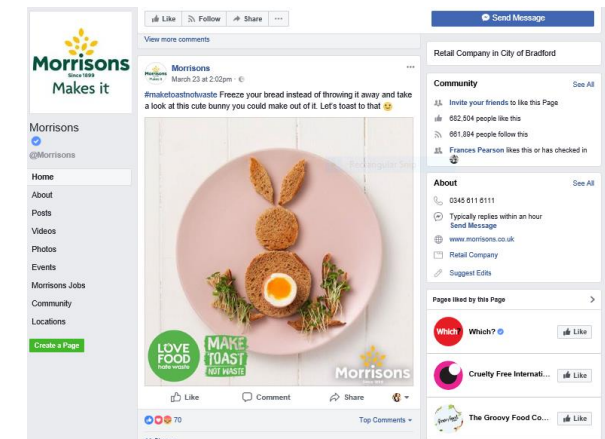 Morrisons
Since 1899
Makes it
Morrisons
@Morrisons
Home
About
Posts
Videos
Photos
Events
Morrisons Jobs
Community
Locations
Create a Page
Like
Follow
Share
View more comments
Morrisons
March 23 at 2:02pm ·
#maketoastnotwaste Freeze your bread instead of throwing it away and take
a look at this cute bunny you could make out of it. Let's toast to that
LOVE
FOOD
hate waste
MAKE
TOAST
NOT WASTE
Morrisons
Since 1899
Like
Comment
Share
70
Top Comments
Send Message
Retail Company in City of Bradford
Community
See All
Invite your friends to like this Page
682,504 people like this
661,894 people follow this
Frances Pearson likes this or has checked in
About
See All
0345 611 6111
Typically replies within an hour
Send Message
www.morrisons.co.uk
Retail Company
Suggest Edits
Pages liked by this Page
Which?
Which?
Like
Cruelty Free Internati...
Like
The Groovy Food Co...
Like